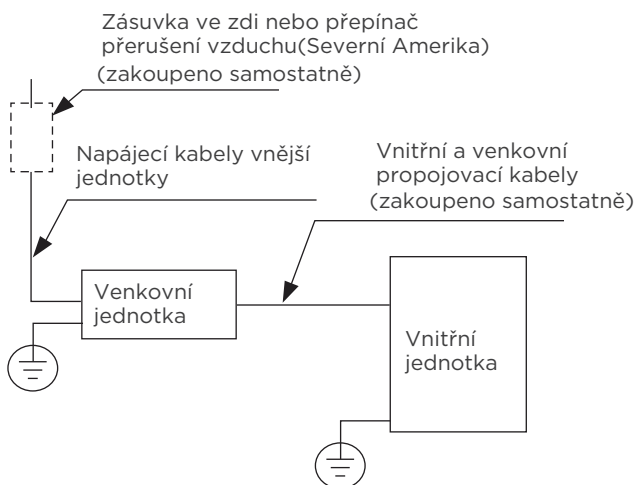 Zásuvka ve zdi nebo přepínač
přerušení vzduchu(Severní Amerika)
(zakoupeno samostatně)
Napájecí kabely vnější
jednotky
Vnitřní a venkovní
propojovací kabely
(zakoupeno samostatně)
Venkovní
jednotka
Vnitřní
jednotka